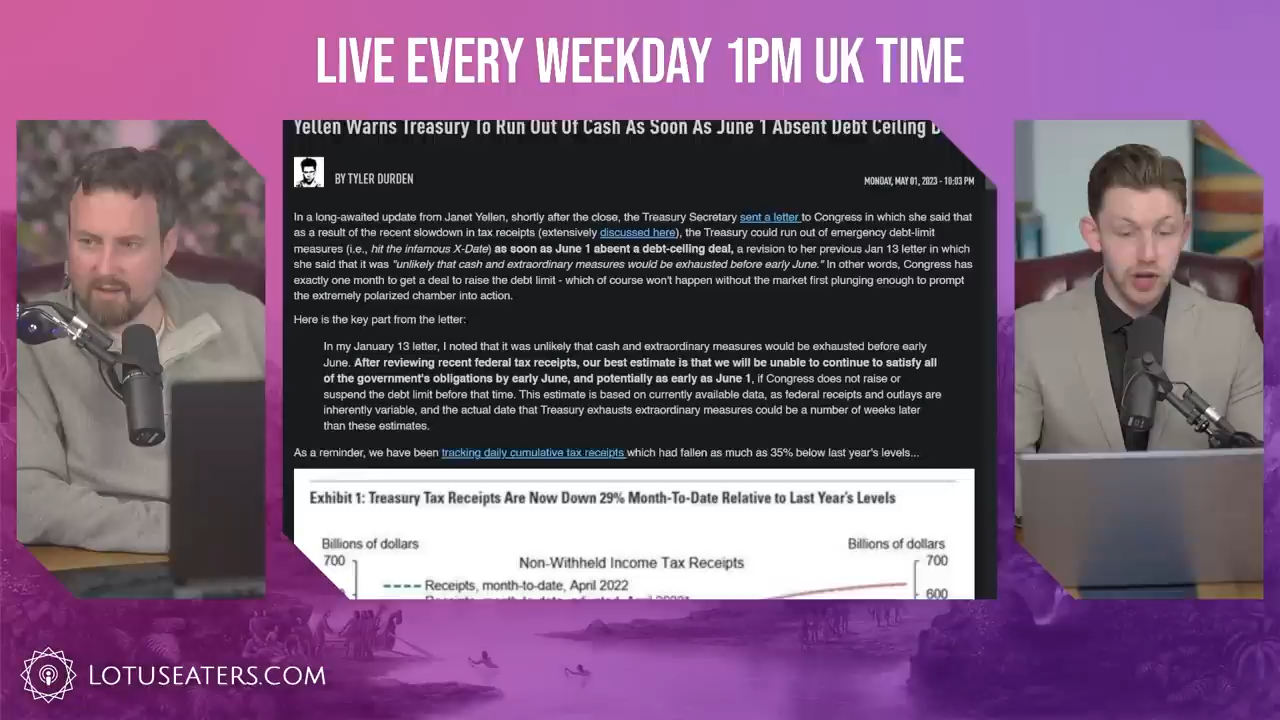 LIVE EVERY WEEKDAY 1PM UK TIME
Yellen Warns Treasury To Run Out Of Cash As Soon As June 1 Absent Debt Ceiling
BY TYLER DURDEN
MONDAY, MAY 01, 2023 - 10:03 PM
In a long-awaited update from Janet Yellen, shortly after the close, the Treasury Secretary sent a letter to Congress in which she said that
as a result of the recent slowdown in tax receipts (extensively discussed here), the Treasury could run out of emergency debt-limit
measures (i.e., hit the infamous X-Date) as soon as June 1 absent a debt-ceiling deal, a revision to her previous Jan 13 letter in which
she said that it was "unlikely that cash and extraordinary measures would be exhausted before early June." In other words, Congress has
exactly one month to get a deal to raise the debt limit - which of course won't happen without the market first plunging enough to prompt
the extremely polarized chamber into action.
Here is the key part from the letter:
In my January 13 letter, I noted that it was unlikely that cash and extraordinary measures would be exhausted before early
June. After reviewing recent federal tax receipts, our best estimate is that we will be unable to continue to satisfy all
of the government's obligations by early June, and potentially as early as June 1, if Congress does not raise or
suspend the debt limit before that time. This estimate is based on currently available data, as federal receipts and outlays are
inherently variable, and the actual date that Treasury exhausts extraordinary measures could be a number of weeks later
than these estimates.
As a reminder, we have been tracking daily cumulative tax receipts which had fallen as much as 35% below last year's levels...
Exhibit 1: Treasury Tax Receipts Are Now Down 29% Month-To-Date Relative to Last Year's Levels
Billions of dollars
Billions of dollars
700
Non-Withheld Income Tax Receipts
700
Receipts, month-to-date, April 2022
600
LOTUSEATERS.COM